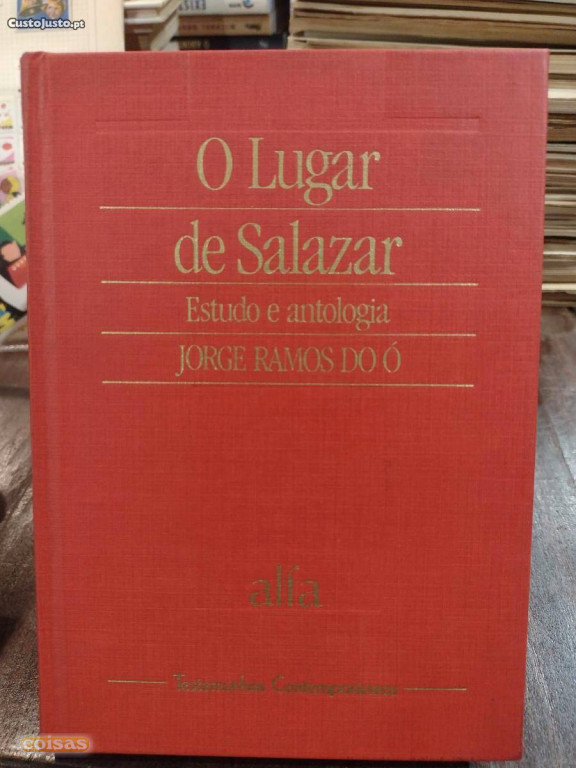 CustoJusto.pt
O Lugar
de Salazar
Estudo e antologia
JORGE RAMOS DO Ó
alfa
Testemunhos Contemporâneos
coisas